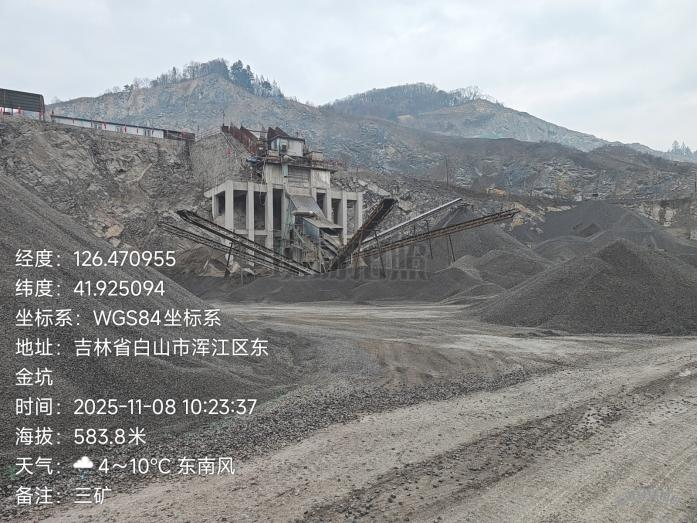 经度：126.470955
纬度：41.925094
坐标系：WGS84坐标系
地址：吉林省白山市浑江区东
金坑
时间：2025-11-08 10:23:37
海拔：583.8米
天气：4～10℃ 东南风
备注：三矿